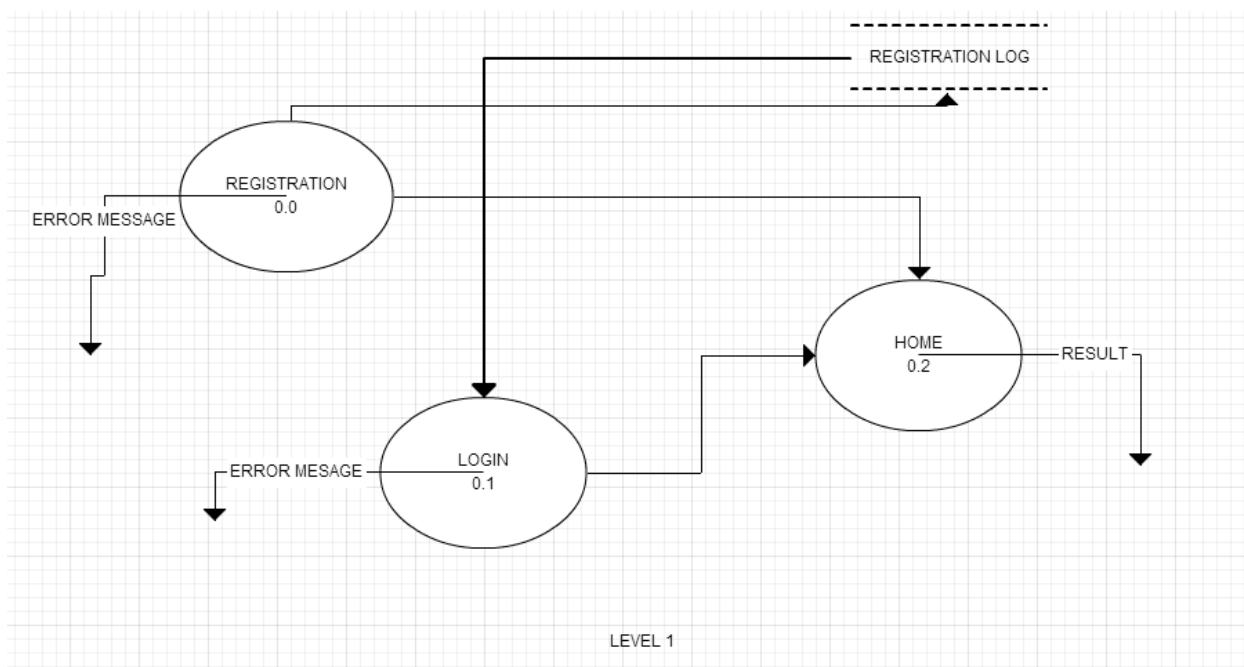 REGISTRATION LOG
REGISTRATION
0.0
ERROR MESSAGE
HOME
0.2
RESULT
LOGIN
0.1
ERROR MESAGE
LEVEL 1